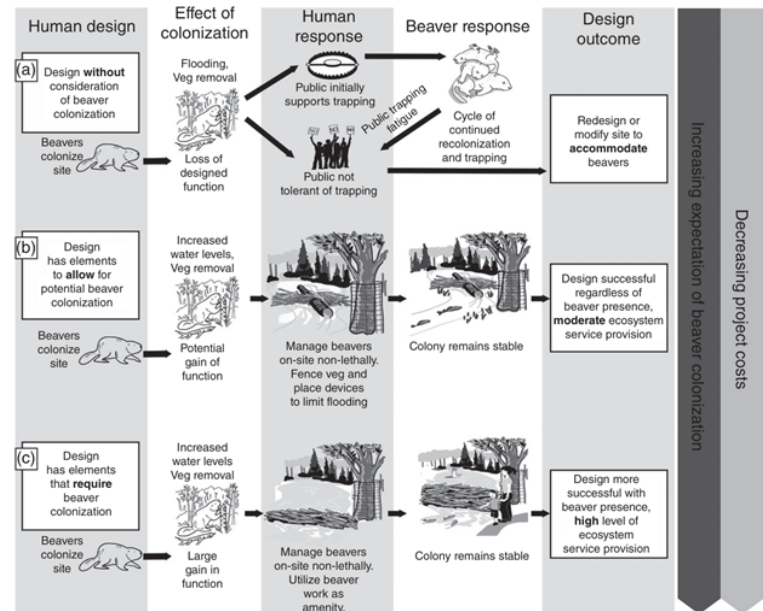 Human design
Effect of
colonization
Human
response
Beaver response
Design
outcome
(a)
Design without
consideration
of beaver
colonization
Beavers
colonize
site
Flooding,
Veg removal
Loss of
designed
function
Public initially
supports trapping
Public not
tolerant of trapping
Public trapping
fatigue
Cycle of
continued
recolonization
and trapping
Redesign or
modify site to
accommodate
beavers
(b)
Design
has elements
to allow for
potential beaver
colonization
Beavers
colonize
site
Increased
water levels,
Veg removal
Potential
gain of
function
Manage beavers
on-site non-lethally.
Fence veg and
place devices
to limit flooding
Colony remains stable
Design successful
regardless of
beaver presence,
moderate ecosystem
service provision
(c)
Design
has elements
that require
beaver
colonization
Beavers
colonize
site
Increased
water levels
Veg removal
Large
gain in
function
Manage beavers
on-site non-lethally.
Utilize beaver
work as
amenity.
Colony remains stable
Design more
successful with
beaver presence,
high level of
ecosystem
service provision
Increasing expectation of beaver colonization
Decreasing project costs